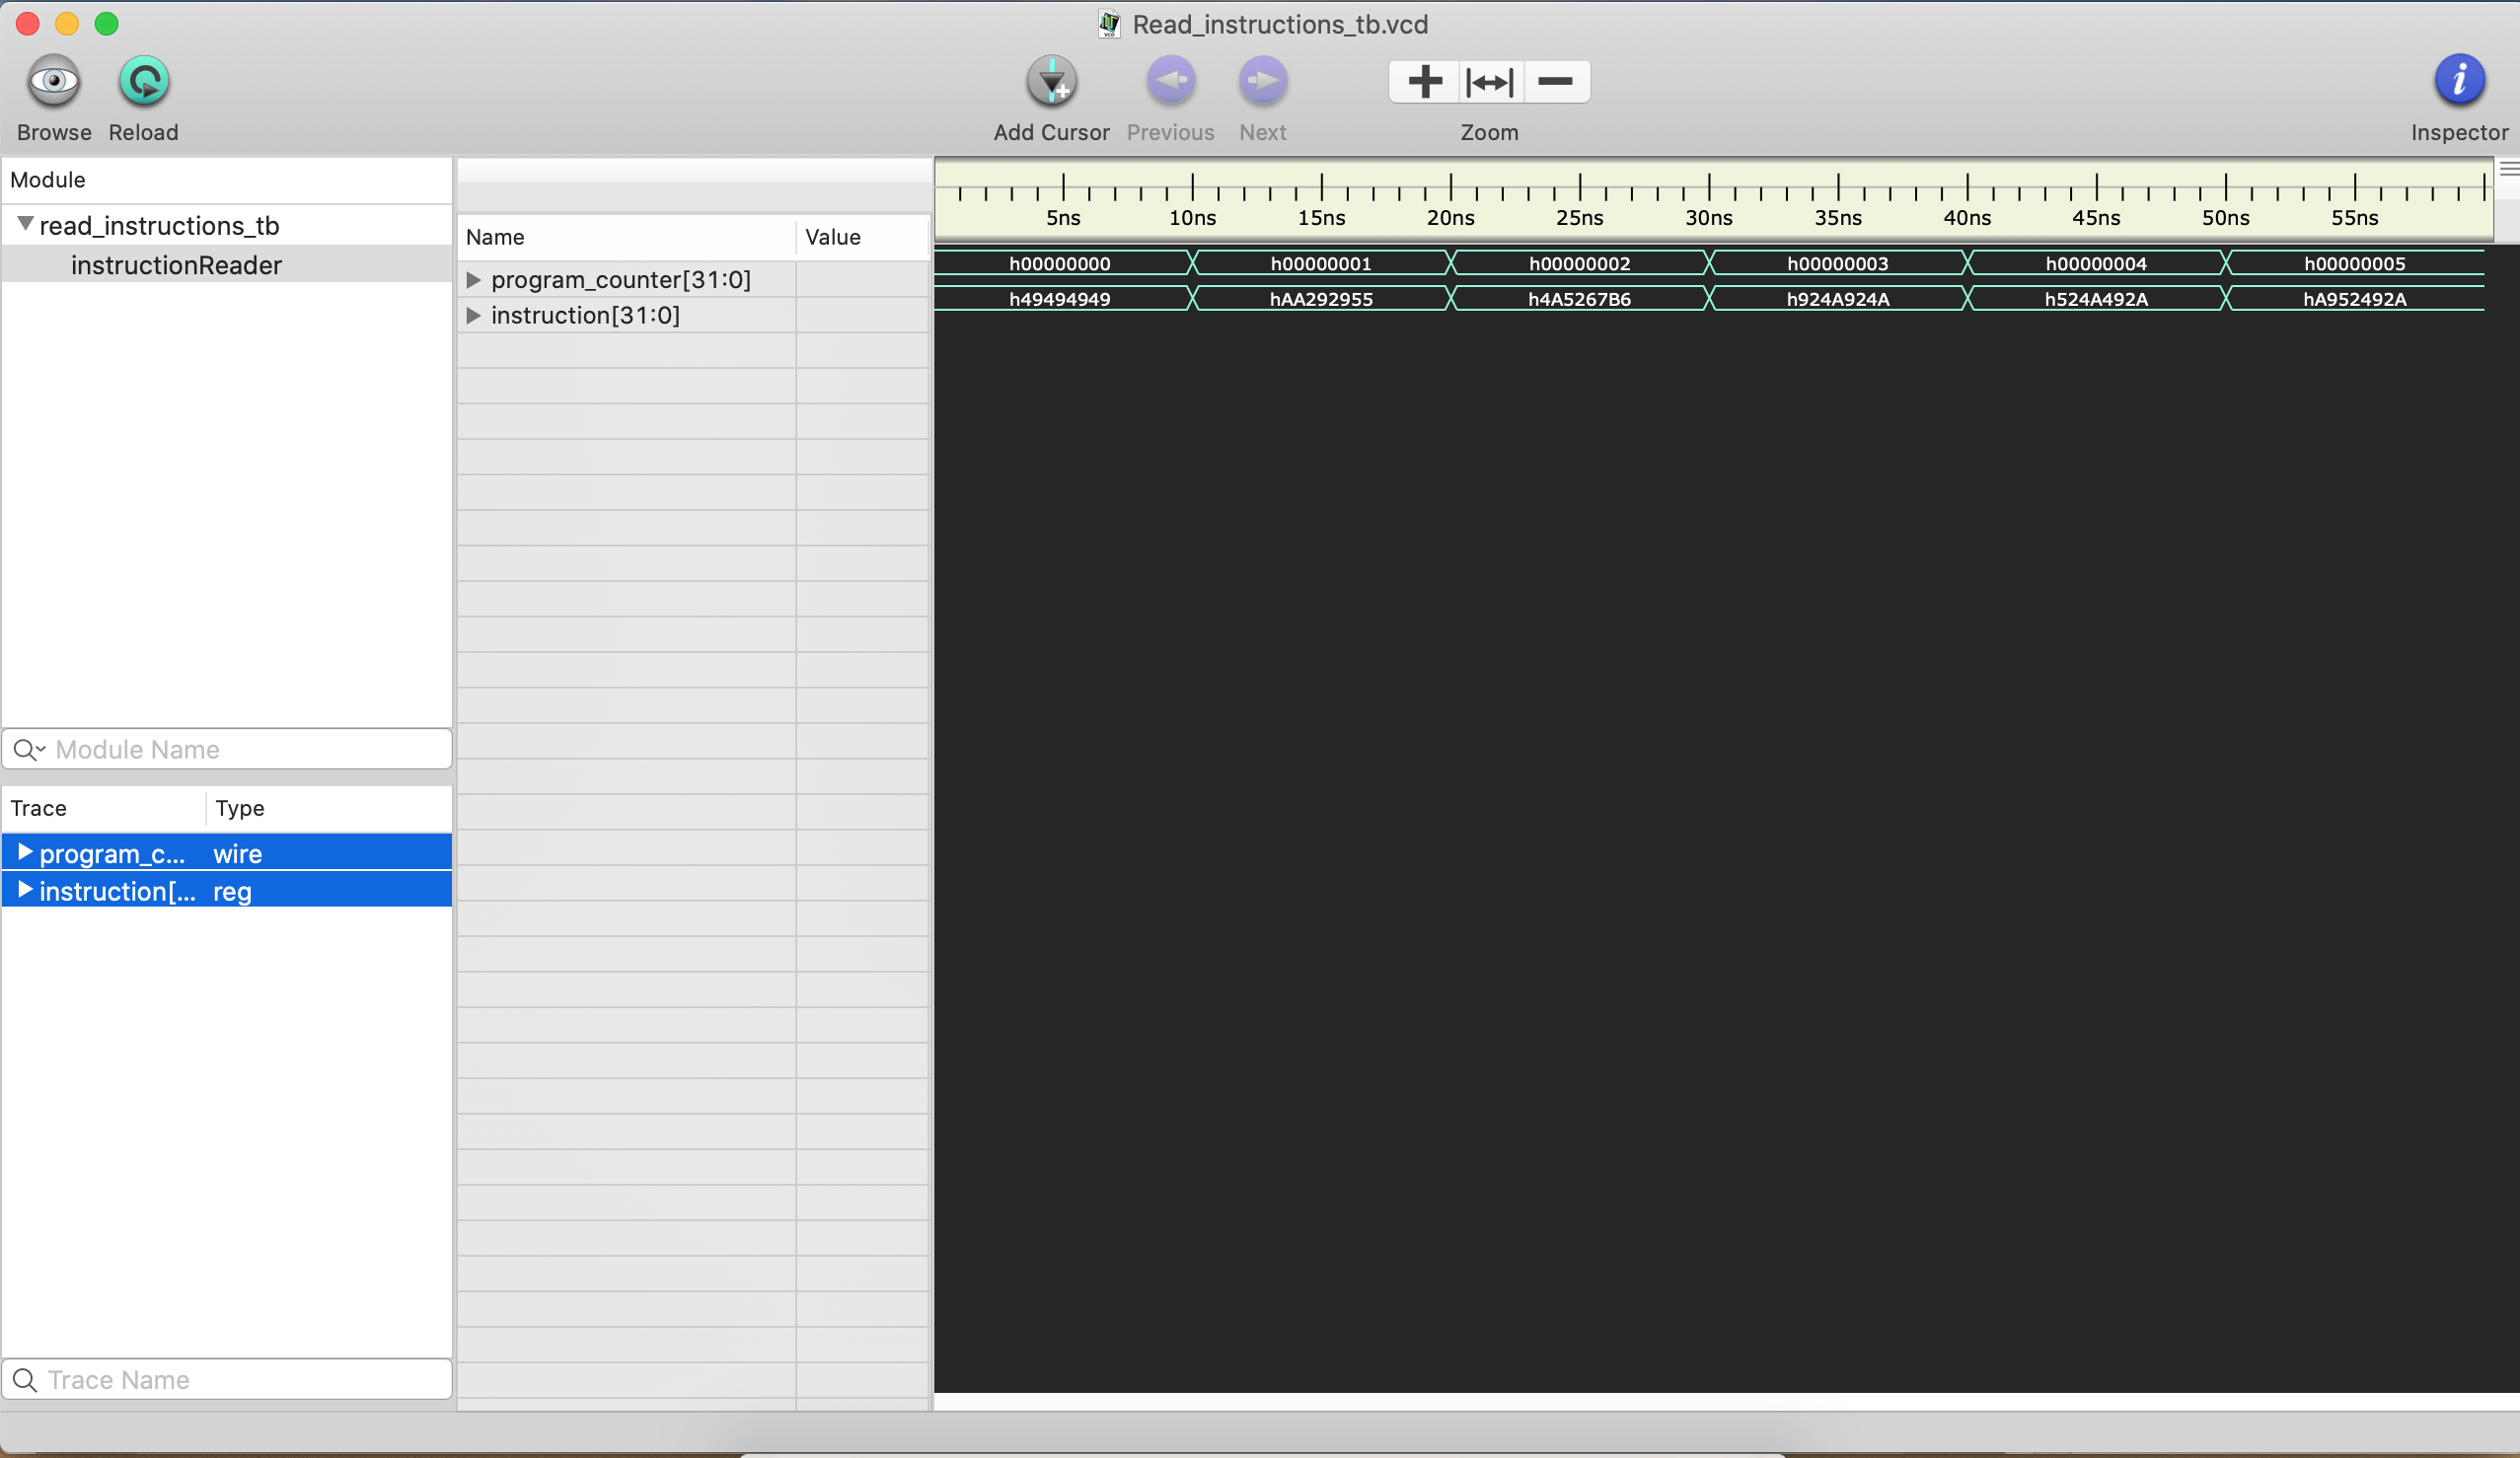 Read_instructions_tb.vcd
Browse Reload Add Cursor Previous Next Zoom Inspector
Module
read_instructions_tb
instructionReader
Module Name
Trace Type
program_c... wire
instruction[... reg
Trace Name
Name Value
program_counter[31:0]
instruction[31:0]
5ns 10ns 15ns 20ns 25ns 30ns 35ns 40ns 45ns 50ns 55ns
h00000000 h00000001 h00000002 h00000003 h00000004 h00000005
h49494949 hAA292955 h4A5267B6 h924A924A h524A492A hA952492A